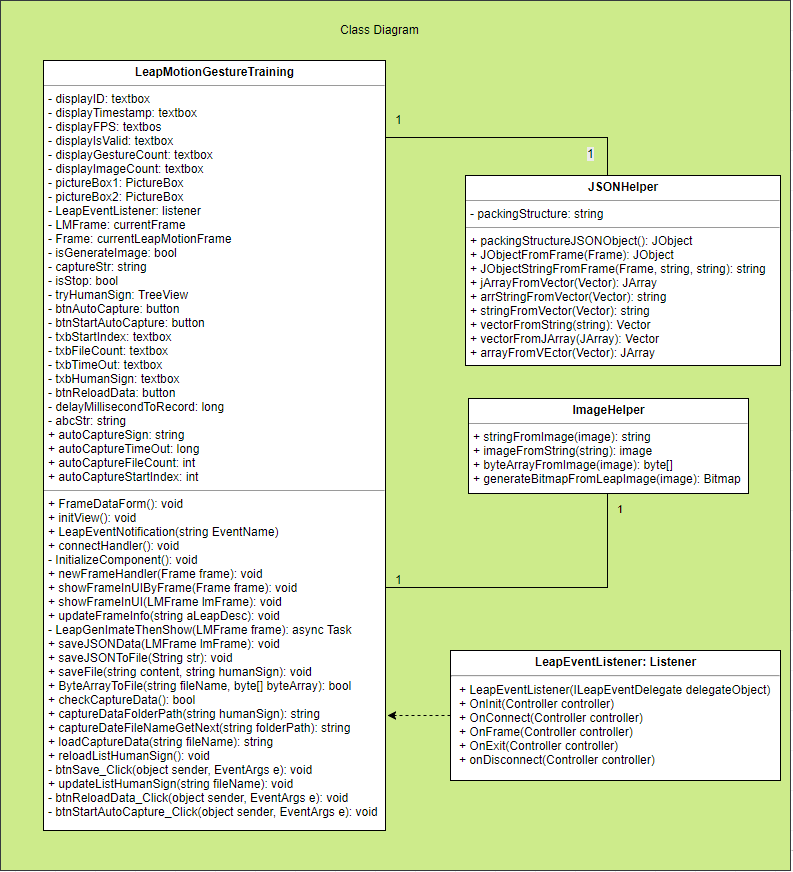 Class Diagram
LeapMotionGestureTraining
- displayID: textbox
- displayTimestamp: textbox
- displayFPS: textbos
- displayIsValid: textbox
- displayGestureCount: textbox
- displayImageCount: textbox
- pictureBox1: PictureBox
- pictureBox2: PictureBox
- LeapEventListener: listener
- LMFrame: currentFrame
- Frame: currentLeapMotionFrame
- isGenerateImage: bool
- captureStr: string
- isStop: bool
- tryHumanSign: TreeView
- btnAutoCapture: button
- btnStartAutoCapture: button
- txbStartIndex: textbox
- txbFileCount: textbox
- txbTimeOut: textbox
- txbHumanSign: textbox
- btnReloadData: button
- delayMillisecondToRecord: long
- abcStr: string
+ autoCaptureSign: string
+ autoCaptureTimeOut: long
+ autoCaptureFileCount: int
+ autoCaptureStartIndex: int
+ FrameDataForm(): void
+ initView(): void
+ LeapEventNotification(string EventName)
+ connectHandler(): void
- InitializeComponent(): void
+ newFrameHandler(Frame frame): void
+ showFrameInUIByFrame(Frame frame): void
+ showFrameInUI(LMFrame lmFrame): void
+ updateFrameInfo(string aLeapDesc): void
- LeapGenImateThenShow(LMFrame frame): async Task
+ saveJSONData(LMFrame lmFrame): void
+ saveJSONToFile(String str): void
+ saveFile(string content, string humanSign): void
+ ByteArrayToFile(string fileName, byte[] byteArray): bool
+ checkCaptureData(): bool
+ captureDataFolderPath(string humanSign): string
+ captureDateFileNameGetNext(string folderPath): string
+ loadCaptureData(string fileName): string
+ reloadListHumanSign(): void
- btnSave_Click(object sender, EventArgs e): void
+ updateListHumanSign(string fileName): void
- btnReloadData_Click(object sender, EventArgs e): void
- btnStartAutoCapture_Click(object sender, EventArgs e): void
1
1
JSONHelper
- packingStructure: string
+ packingStructureJSONObject(): JObject
+ JObjectFromFrame(Frame): JObject
+ JObjectStringFromFrame(Frame, string, string): string
+ jArrayFromVector(Vector): JArray
+ arrStringFromVector(Vector): string
+ stringFromVector(Vector): string
+ vectorFromString(string): Vector
+ vectorFromJArray(JArray): Vector
+ arrayFromVEctor(Vector): JArray
ImageHelper
+ stringFromImage(image): string
+ imageFromString(string): image
+ byteArrayFromImage(image): byte[]
+ generateBitmapFromLeapImage(image): Bitmap
1
1
LeapEventListener: Listener
+ LeapEventListener(ILeapEventDelegate delegateObject)
+ OnInit(Controller controller)
+ OnConnect(Controller controller)
+ OnFrame(Controller controller)
+ OnExit(Controller controller)
+ onDisconnect(Controller controller)